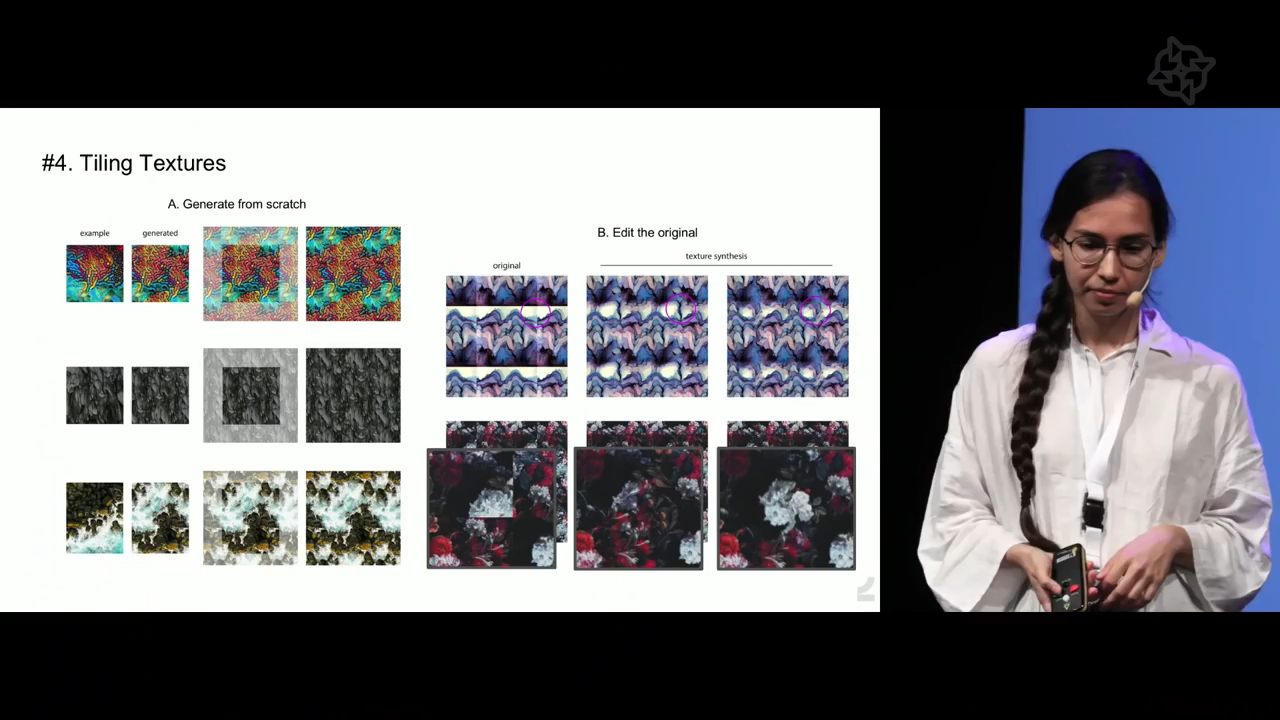 #4. Tiling Textures
A. Generate from scratch
example
generated
B. Edit the original
original
texture synthesis